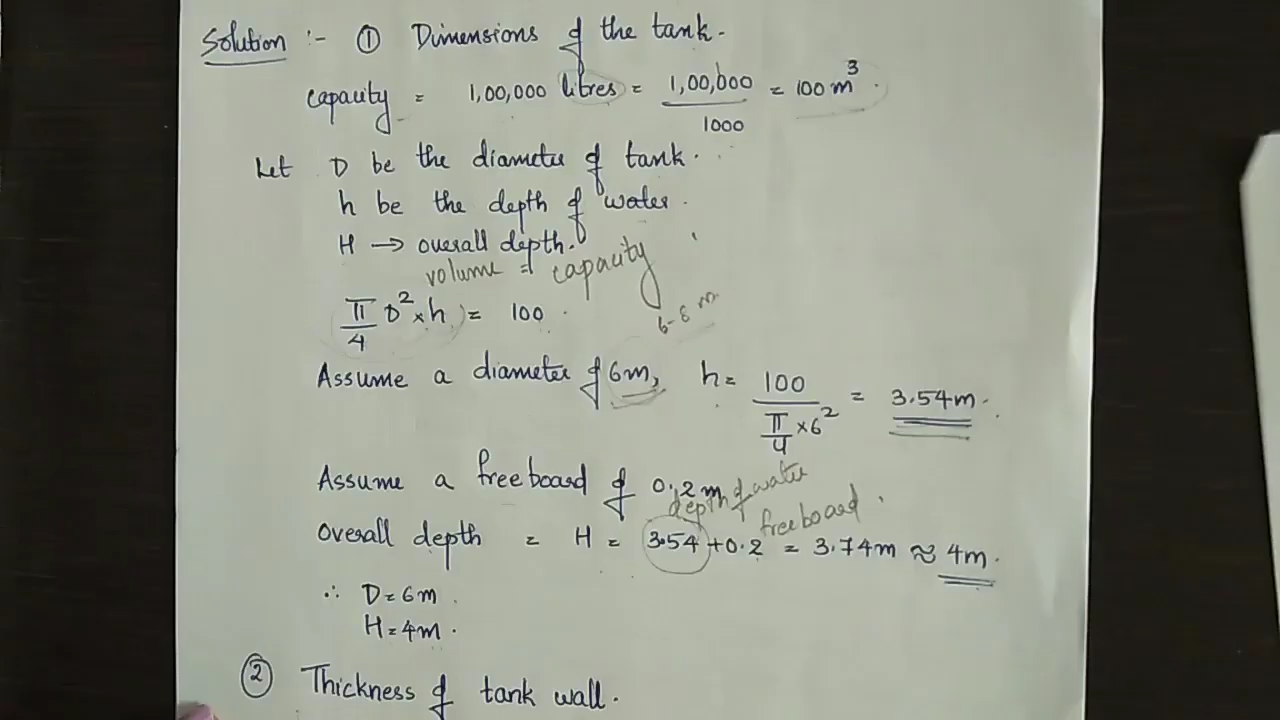 Solution :- ① Dimensions of the tank.
capacity = 1,00,000 litres = 1,00,000 / 1000 = 100 m³.
Let D be the diameter of tank.
h be the depth of water.
H → overall depth.
volume = capacity
π/4 D² × h = 100.
6-8 m
Assume a diameter of 6m, h = 100 / (π/4 × 6²) = 3.54m.
Assume a freeboard of 0.2m
depth of water
freeboard
Overall depth = H = 3.54 + 0.2 = 3.74m ≈ 4m.
∴ D = 6m.
H = 4m.
② Thickness of tank wall.